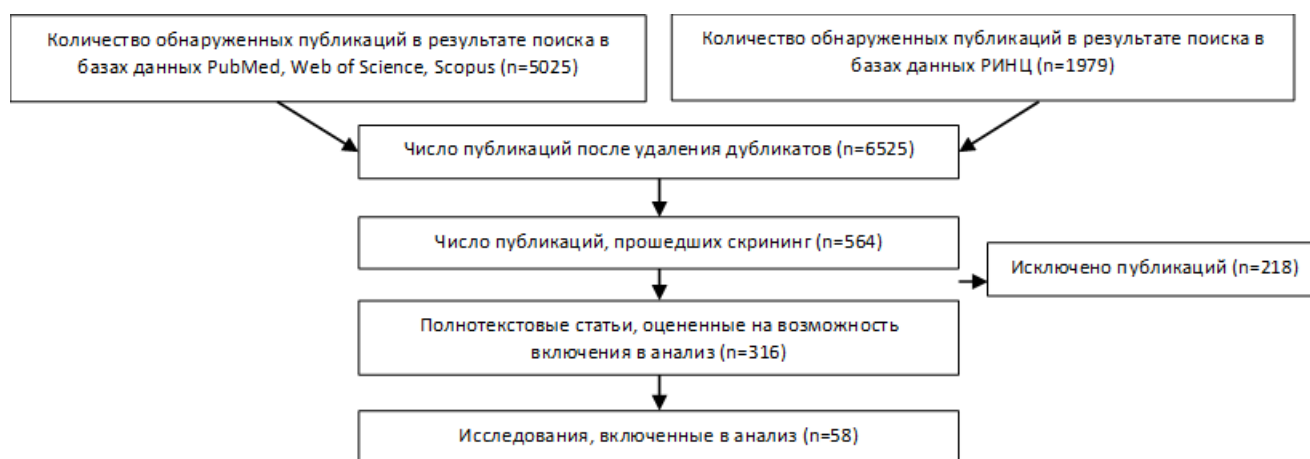 Количество обнаруженных публикаций в результате поиска в
базах данных PubMed, Web of Science, Scopus (n=5025)
Количество обнаруженных публикаций в результате поиска в
базах данных РИНЦ (n=1979)
Число публикаций после удаления дубликатов (n=6525)
Число публикаций, прошедших скрининг (n=564)
Исключено публикаций (n=218)
Полнотекстовые статьи, оцененные на возможность
включения в анализ (n=316)
Исследования, включенные в анализ (n=58)